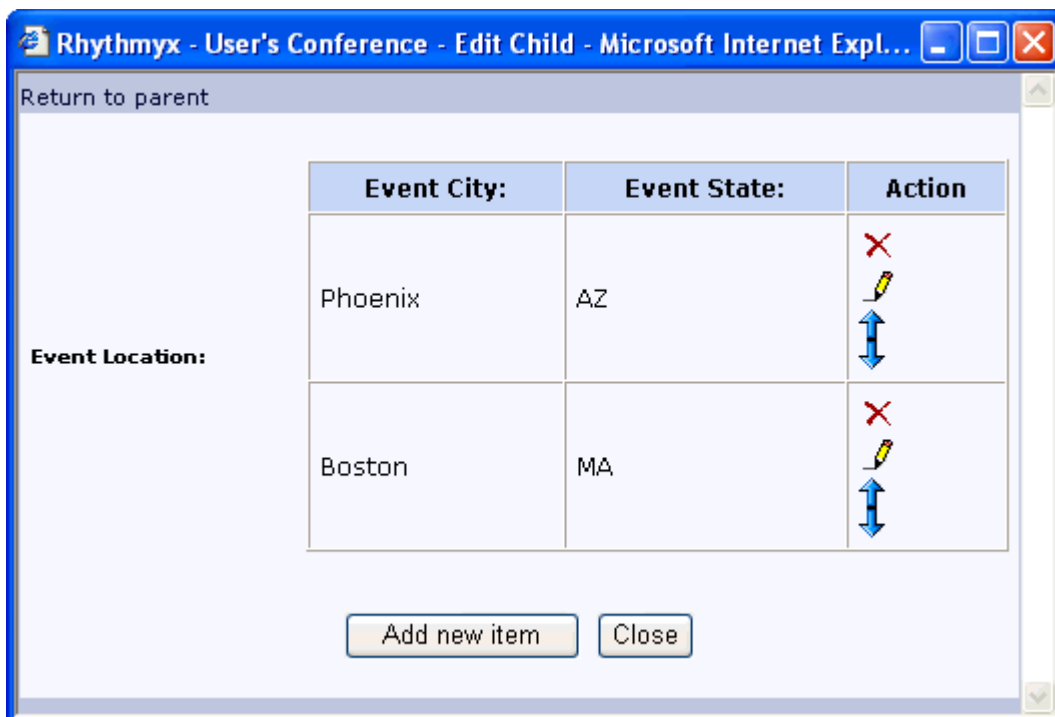 Rhythmyx - User's Conference - Edit Child - Microsoft Internet Expl...
Return to parent
Event City: Event State: Action
Phoenix AZ
Event Location:
Boston MA
Add new item Close